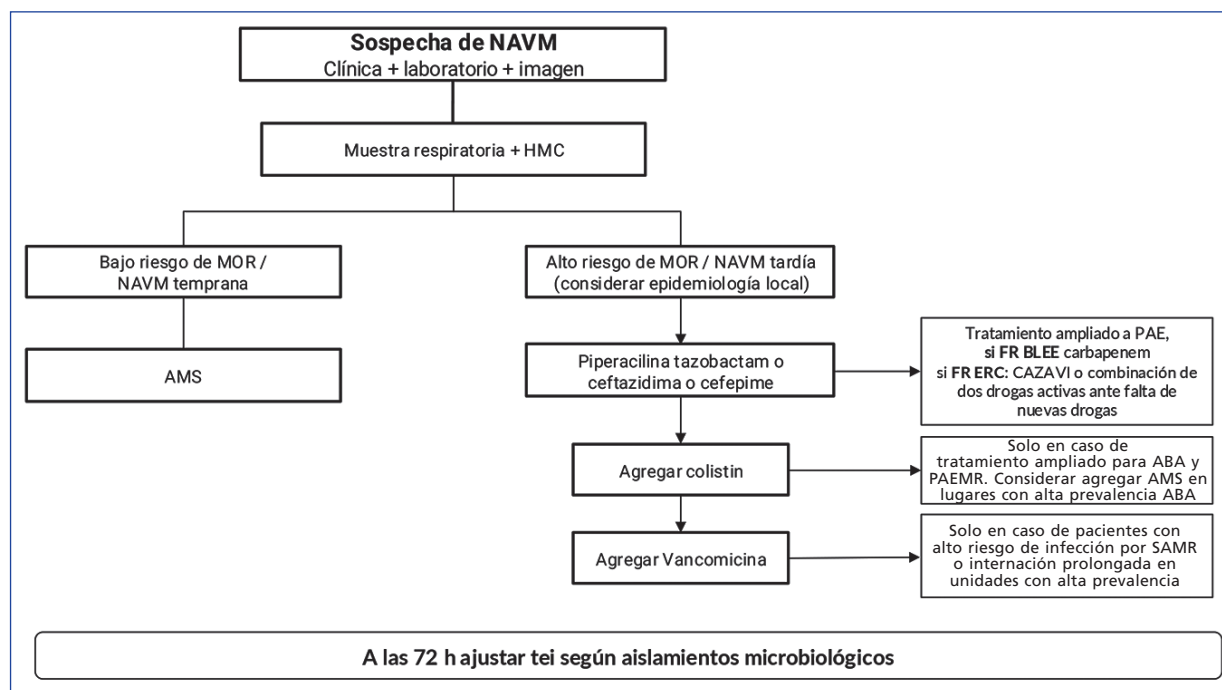 Sospecha de NAVM
Clínica + laboratorio + imagen
Muestra respiratoria + HMC
Bajo riesgo de MOR /
NAVM temprana
AMS
Alto riesgo de MOR / NAVM tardía
(considerar epidemiología local)
Piperacilina tazobactam o
ceftazidima o cefepime
Tratamiento ampliado a PAE,
si FR BLEE carbapenem
si FR ERC: CAZAVI o combinación de
dos drogas activas ante falta de
nuevas drogas
Agregar colistin
Solo en caso de
tratamiento ampliado para ABA y
PAEMR. Considerar agregar AMS en
lugares con alta prevalencia ABA
Agregar Vancomicina
Solo en caso de pacientes con
alto riesgo de infección por SAMR
o internación prolongada en
unidades con alta prevalencia
A las 72 h ajustar tei según aislamientos microbiológicos